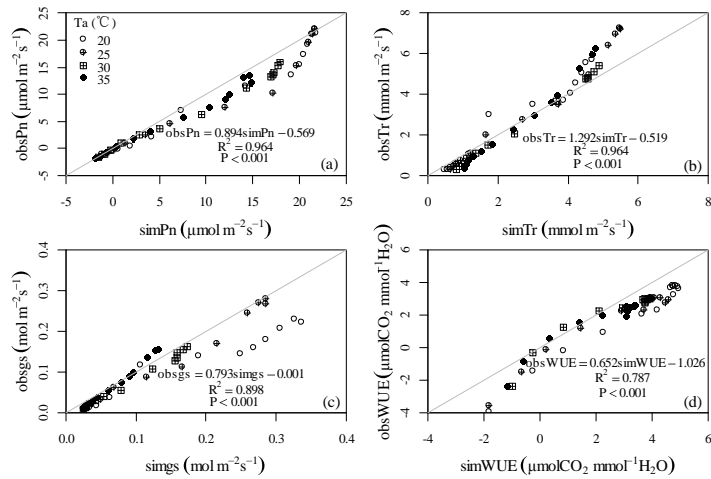 (a)
Ta (℃)
20
25
30
35
25
20
15
10
5
0
-5
obsPn (μmol m⁻²s⁻¹)
obsPn=0.894simPn−0.569
R²=0.964
P<0.001
-5
0
5
10
15
20
25
simPn (μmol m⁻²s⁻¹)
(b)
8
6
4
2
0
obsTr (mmol m⁻²s⁻¹)
obsTr=1.292simTr−0.519
R²=0.964
P<0.001
0
2
4
6
8
simTr (mmol m⁻²s⁻¹)
(c)
0.4
0.3
0.2
0.1
0.0
obsgs (mol m⁻²s⁻¹)
obsgs=0.793simgs−0.001
R²=0.898
P<0.001
0.0
0.1
0.2
0.3
0.4
simgs (mol m⁻²s⁻¹)
(d)
6
4
2
0
-2
-4
obsWUE (μmolCO2 mmol⁻¹H2O)
obsWUE=0.652simWUE−1.026
R²=0.787
P<0.001
-4
-2
0
2
4
6
simWUE (μmolCO2 mmol⁻¹H2O)